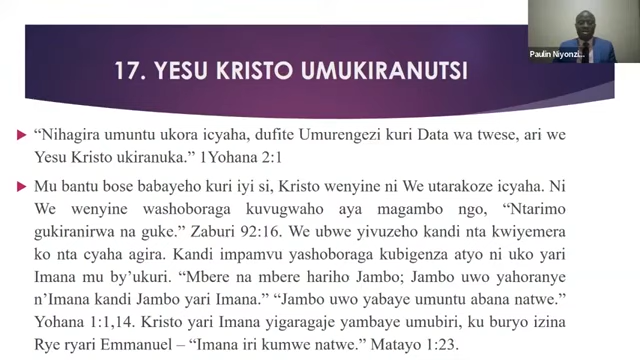 Paulin Niyonzi...
17. YESU KRISTO UMUKIRANUTSI
“Nihagira umuntu ukora icyaha, dufite Umurengezi kuri Data wa twese, ari we
Yesu Kristo ukiranuka.” 1Yohana 2:1
Mu bantu bose babayeho kuri iyi si, Kristo wenyine ni We utarakoze icyaha. Ni
We wenyine washoboraga kuvugwaho aya magambo ngo, “Ntarimo
gukiranirwa na guke.” Zaburi 92:16. We ubwe yivuzeho kandi nta kwiyemera
ko nta cyaha agira. Kandi impamvu yashoboraga kubigenza atyo ni uko yari
Imana mu by’ukuri. “Mbere na mbere hariho Jambo; Jambo uwo yahoranye
n’Imana kandi Jambo yari Imana.” “Jambo uwo yabaye umuntu abana natwe.”
Yohana 1:1,14. Kristo yari Imana yigaragaje yambaye umubiri, ku buryo izina
Rye ryari Emmanuel – “Imana iri kumwe natwe.” Matayo 1:23.